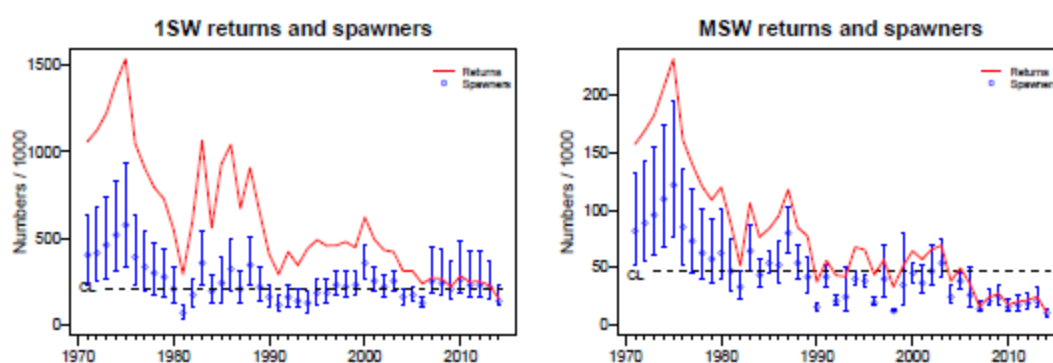 1SW returns and spawners
Numbers / 1000
1500
1000
500
0
CL
Returns
Spawners
1970
1980
1990
2000
2010
MSW returns and spawners
Numbers / 1000
200
150
100
50
0
CL
Returns
Spawner
1970
1980
1990
2000
2010